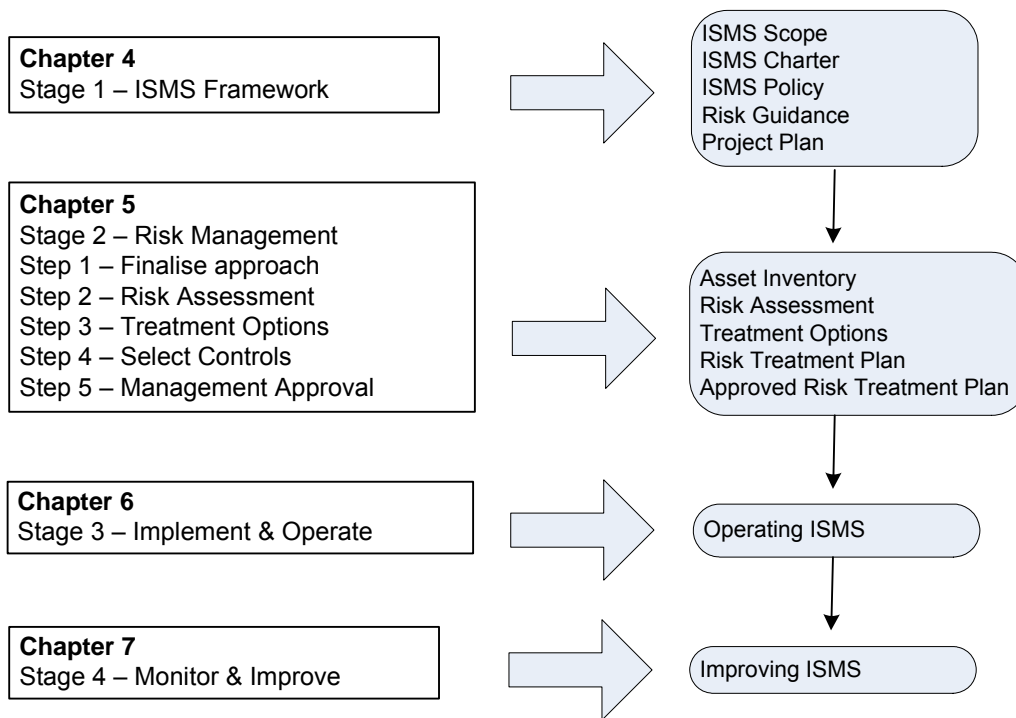 Chapter 4
Stage 1 – ISMS Framework
ISMS Scope
ISMS Charter
ISMS Policy
Risk Guidance
Project Plan
Chapter 5
Stage 2 – Risk Management
Step 1 – Finalise approach
Step 2 – Risk Assessment
Step 3 – Treatment Options
Step 4 – Select Controls
Step 5 – Management Approval
Asset Inventory
Risk Assessment
Treatment Options
Risk Treatment Plan
Approved Risk Treatment Plan
Chapter 6
Stage 3 – Implement & Operate
Operating ISMS
Chapter 7
Stage 4 – Monitor & Improve
Improving ISMS